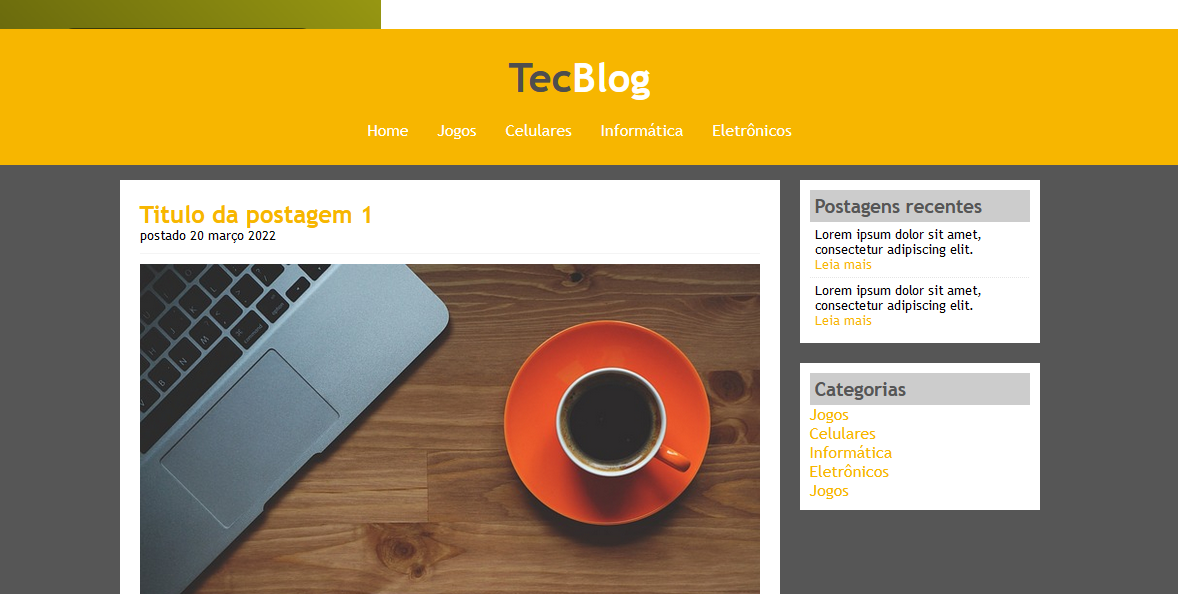 TecBlog
Home Jogos Celulares Informática Eletrônicos
Titulo da postagem 1
postado 20 março 2022
Postagens recentes
Lorem ipsum dolor sit amet,
consectetur adipiscing elit.
Leia mais
Lorem ipsum dolor sit amet,
consectetur adipiscing elit.
Leia mais
Categorias
Jogos
Celulares
Informática
Eletrônicos
Jogos